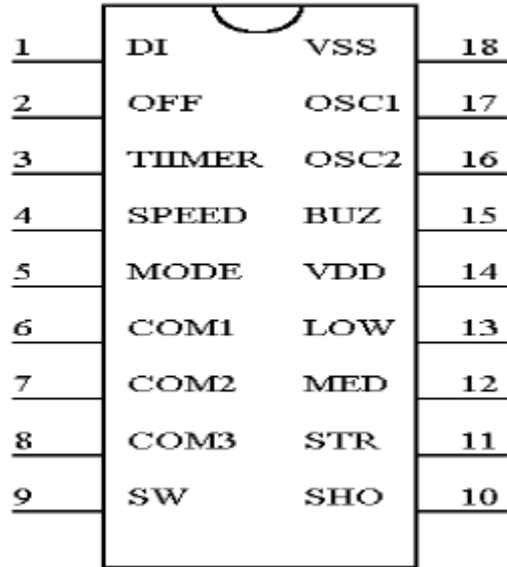 1 DI VSS 18
2 OFF OSC1 17
3 TIIMER OSC2 16
4 SPEED BUZ 15
5 MODE VDD 14
6 COM1 LOW 13
7 COM2 MED 12
8 COM3 STR 11
9 SW SHO 10